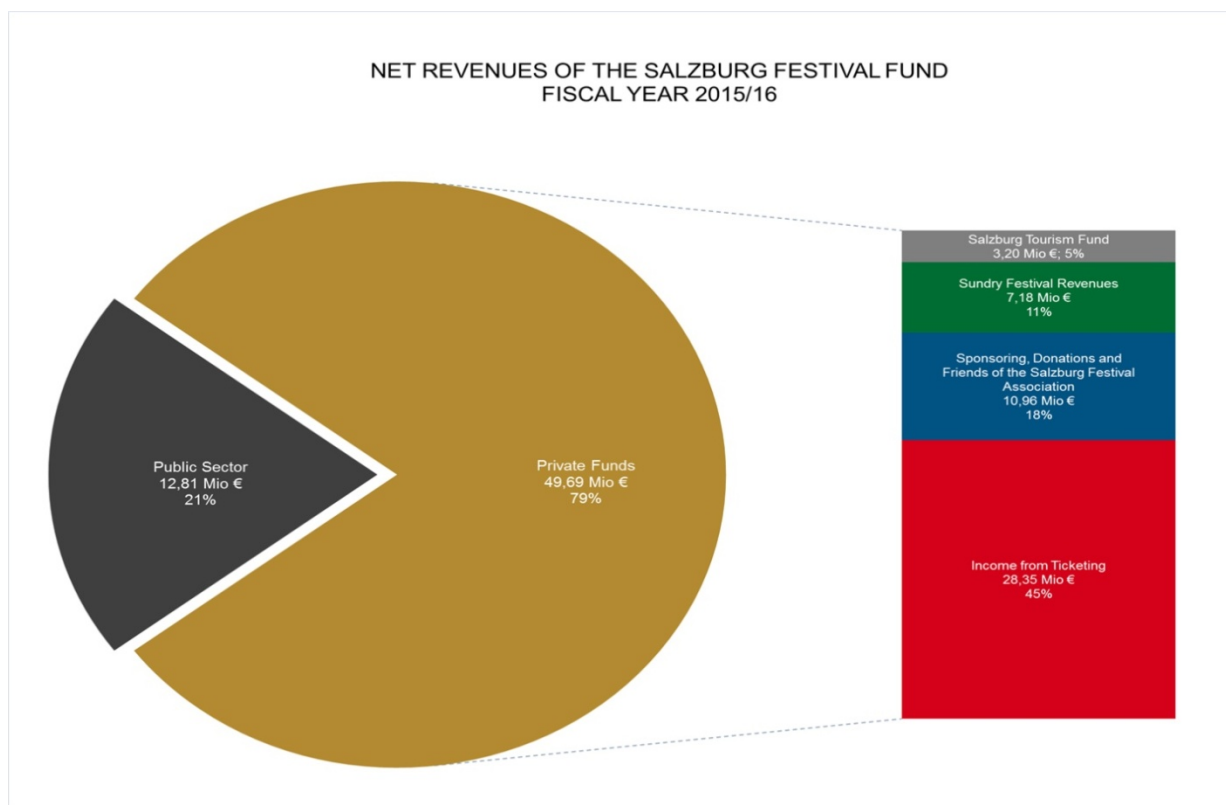 NET REVENUES OF THE SALZBURG FESTIVAL FUND
FISCAL YEAR 2015/16
Public Sector
12,81 Mio €
21%
Private Funds
49,69 Mio €
79%
Salzburg Tourism Fund
3,20 Mio €; 5%
Sundry Festival Revenues
7,18 Mio €
11%
Sponsoring, Donations and
Friends of the Salzburg Festival
Association
10,96 Mio €
18%
Income from Ticketing
28,35 Mio €
45%